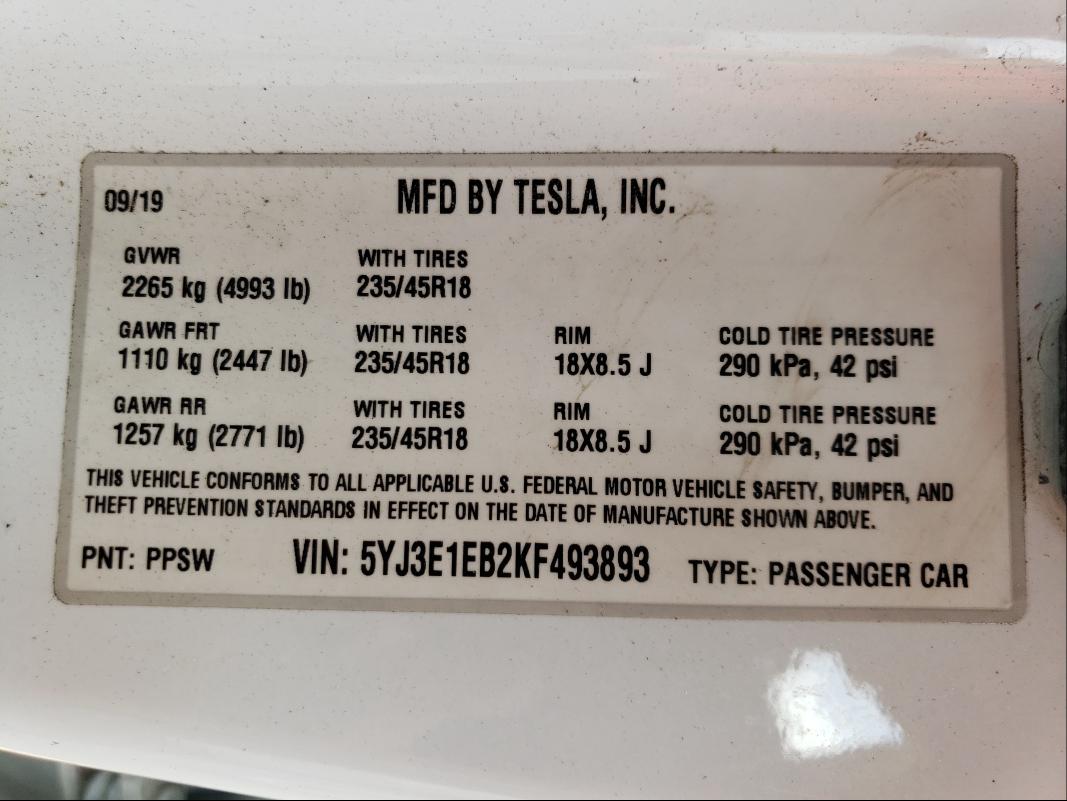 09/19 MFD BY TESLA, INC.
GVWR WITH TIRES
2265 kg (4993 lb) 235/45R18
GAWR FRT WITH TIRES RIM COLD TIRE PRESSURE
1110 kg (2447 lb) 235/45R18 18X8.5 J 290 kPa, 42 psi
GAWR RR WITH TIRES RIM COLD TIRE PRESSURE
1257 kg (2771 lb) 235/45R18 18X8.5 J 290 kPa, 42 psi
THIS VEHICLE CONFORMS TO ALL APPLICABLE U.S. FEDERAL MOTOR VEHICLE SAFETY, BUMPER, AND
THEFT PREVENTION STANDARDS IN EFFECT ON THE DATE OF MANUFACTURE SHOWN ABOVE.
PNT: PPSW VIN: 5YJ3E1EB2KF493893 TYPE: PASSENGER CAR